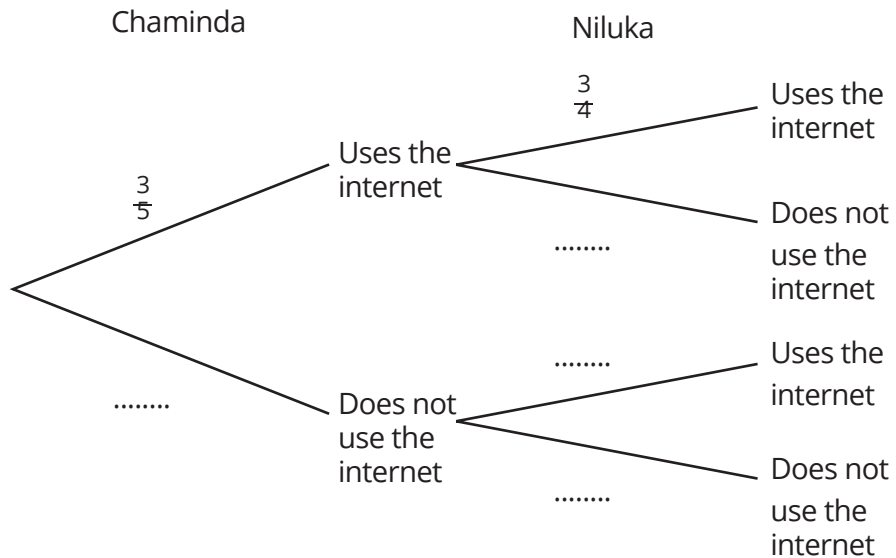 Chaminda
Niluka
3
4
Uses the
internet
Uses the
internet
3
5
Does not
use the
internet
........
........
Uses the
internet
........
Does not
use the
internet
........
Does not
use the
internet